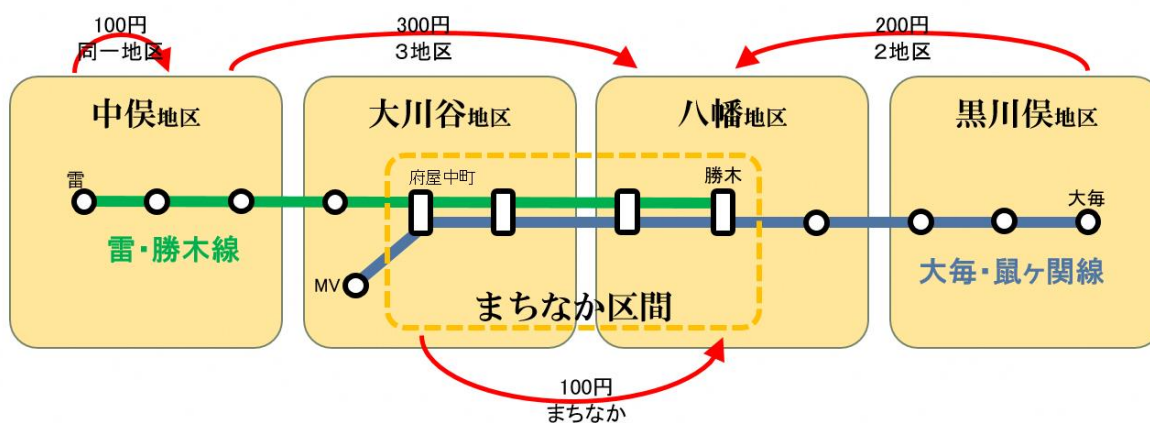 100円
同一地区
300円
3地区
200円
2地区
中俣地区
大川谷地区
八幡地区
黒川俣地区
雷
府屋中町
勝木
大毎
雷・勝木線
大毎・鼠ヶ関線
MV
まちなか区間
100円
まちなか